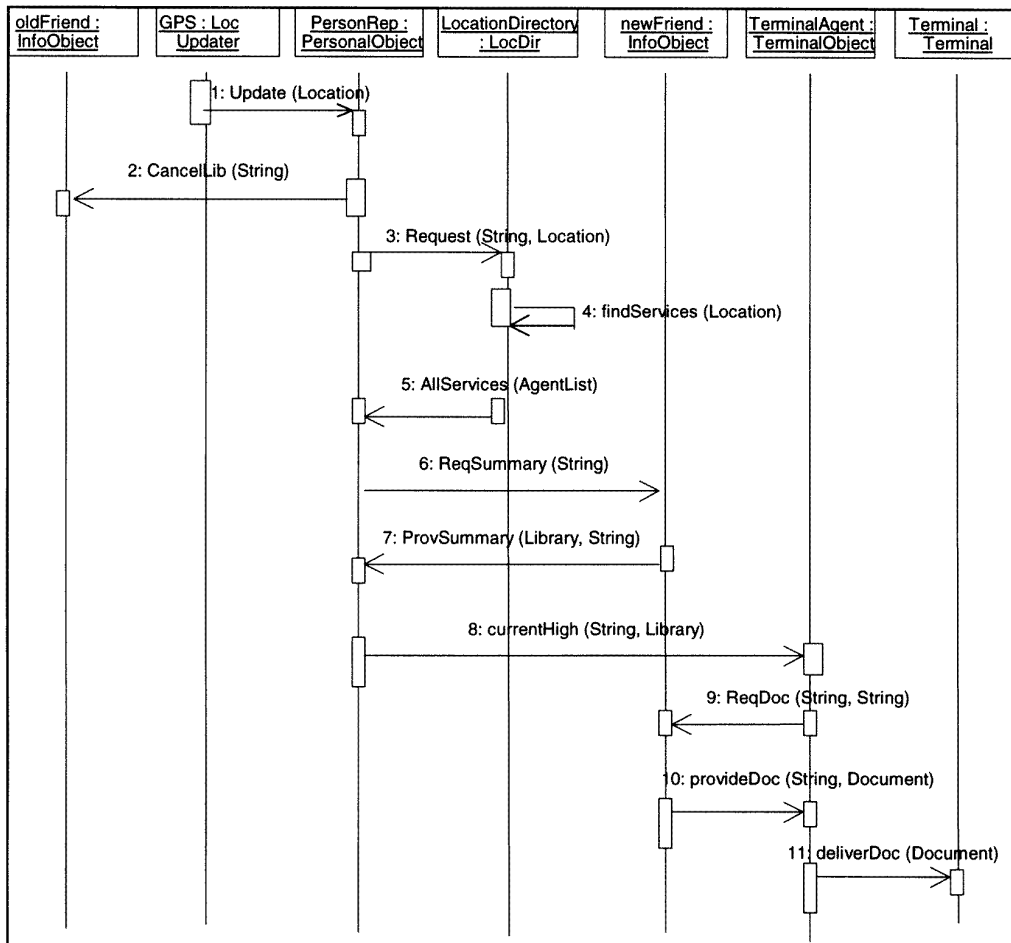 oldFriend :
InfoObject
GPS : Loc
Updater
PersonRep :
PersonalObject
LocationDirectory
: LocDir
newFriend :
InfoObject
TerminalAgent :
TerminalObject
Terminal :
Terminal
1: Update (Location)
2: CancelLib (String)
3: Request (String, Location)
4: findServices (Location)
5: AllServices (AgentList)
6: ReqSummary (String)
7: ProvSummary (Library, String)
8: currentHigh (String, Library)
9: ReqDoc (String, String)
10: provideDoc (String, Document)
11: deliverDoc (Document)